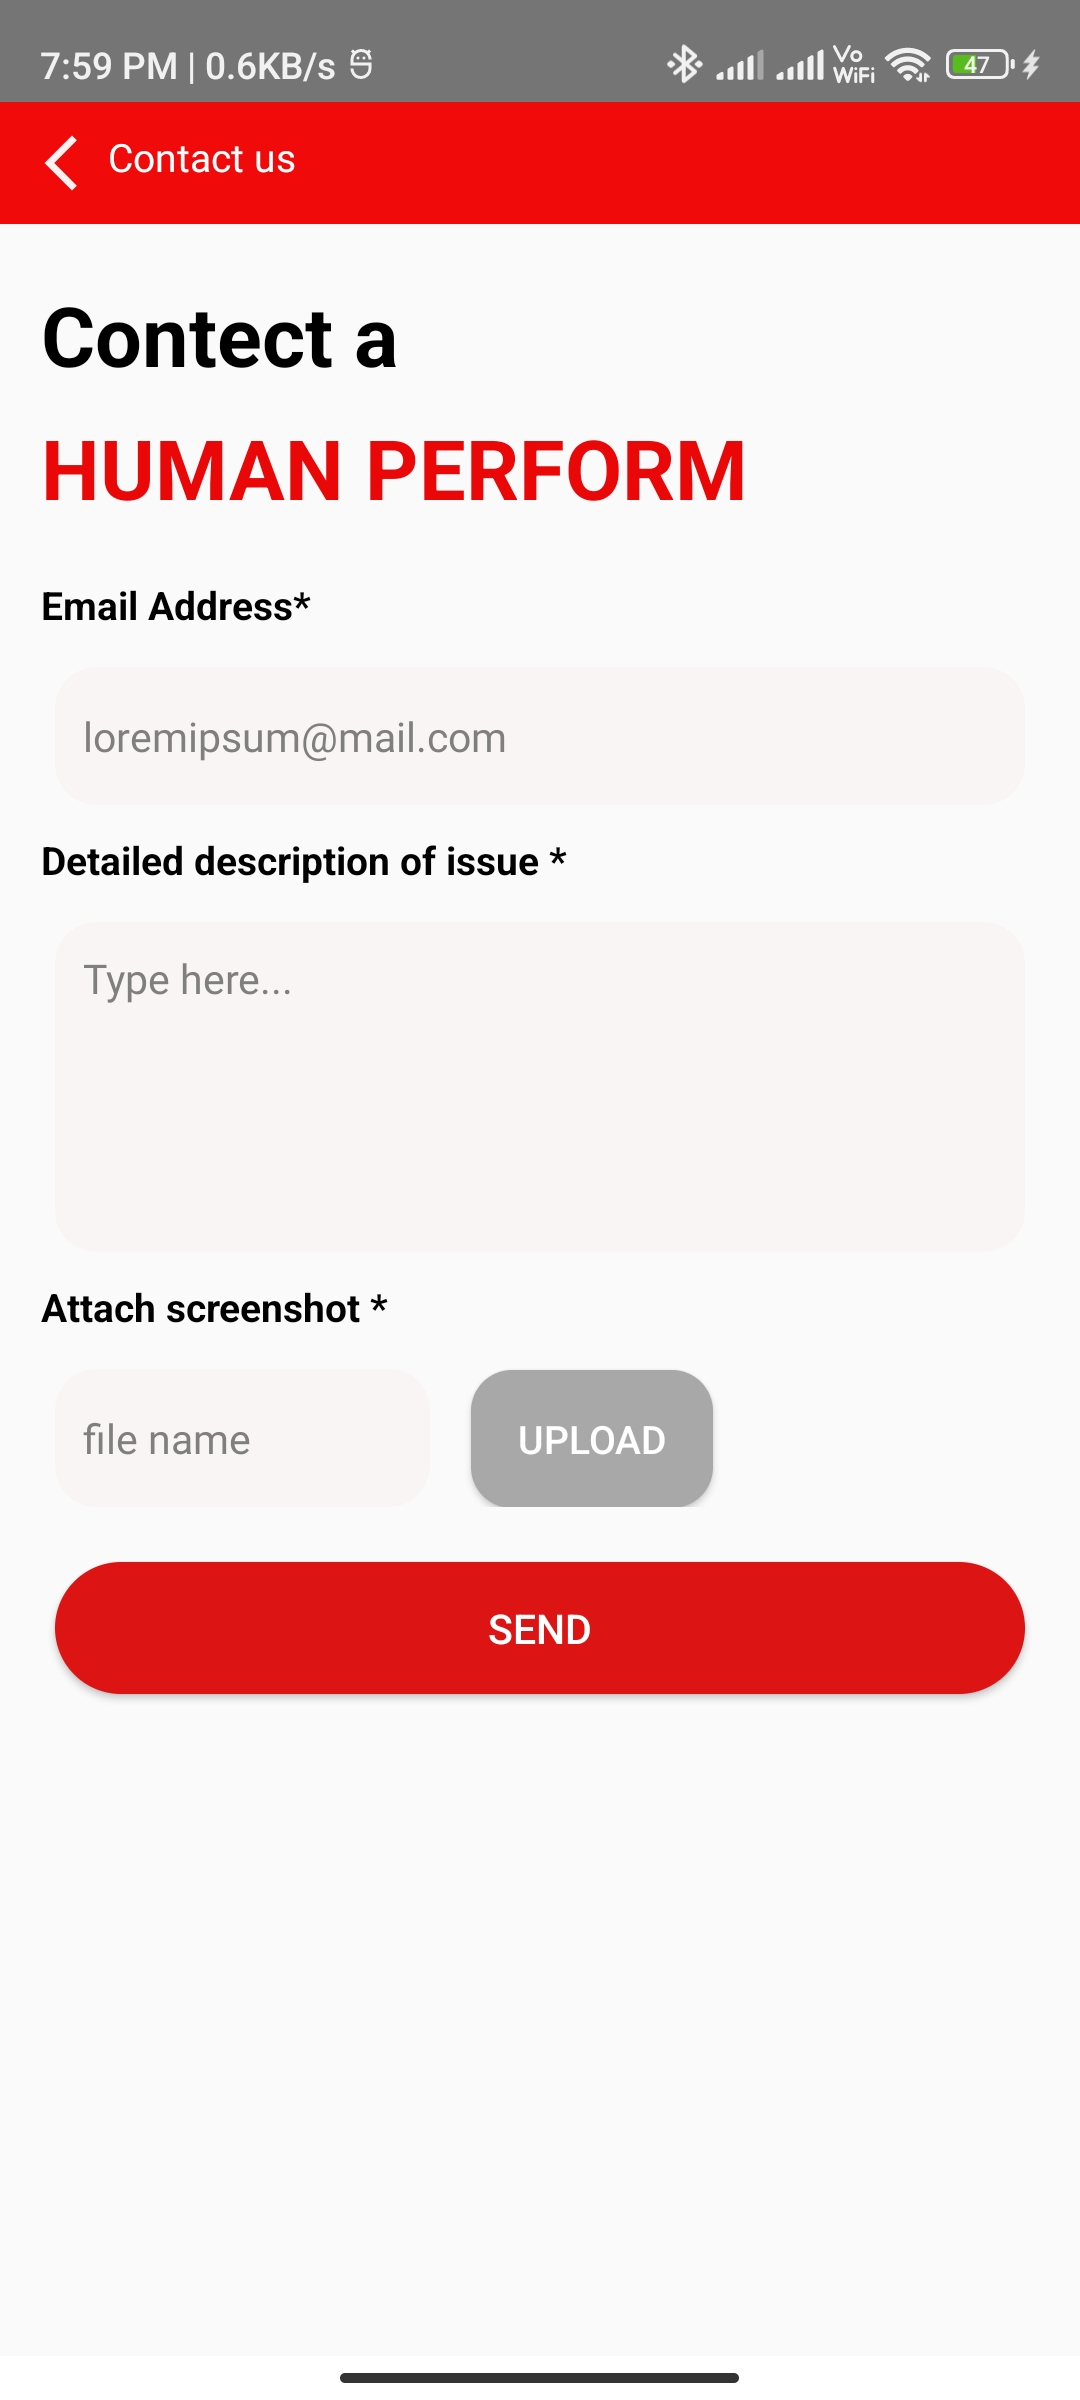 7:59 PM | 0.6KB/s Vo WiFi 47
Contact us
Contect a
HUMAN PERFORM
Email Address*
loremipsum@mail.com
Detailed description of issue *
Type here...
Attach screenshot *
file name UPLOAD
SEND